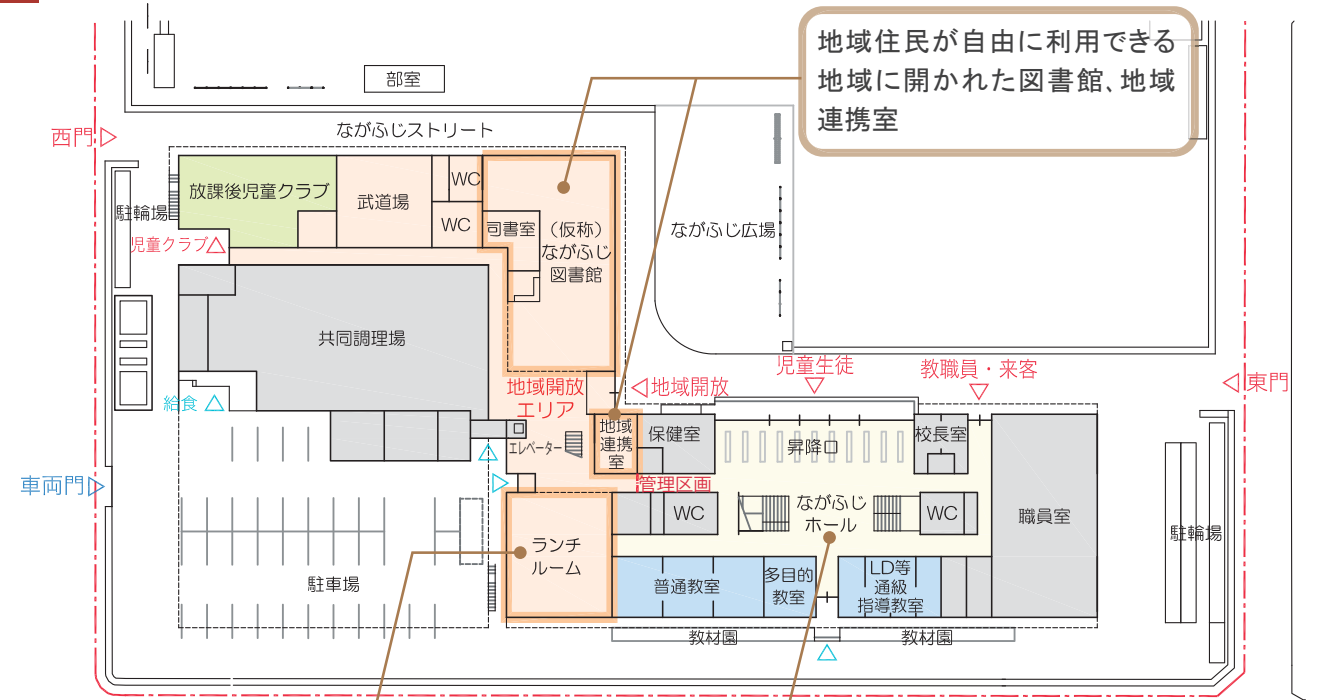 地域住民が自由に利用できる
地域に開かれた図書館、地域
連携室
部室
ながふじストリート
西門
放課後児童クラブ
武道場
WC
WC
司書室
（仮称）
ながふじ
図書館
駐輪場
児童クラブ
ながふじ広場
共同調理場
給食
地域開放
エリア
地域開放
児童生徒
教職員・来客
東門
エレベーター
地域
連携
室
保健室
昇降口
校長室
管理区画
車両門
WC
ながふじ
ホール
WC
職員室
駐輪場
ランチ
ルーム
駐車場
普通教室
多目的
教室
LD等
通級
指導教室
教材園
教材園